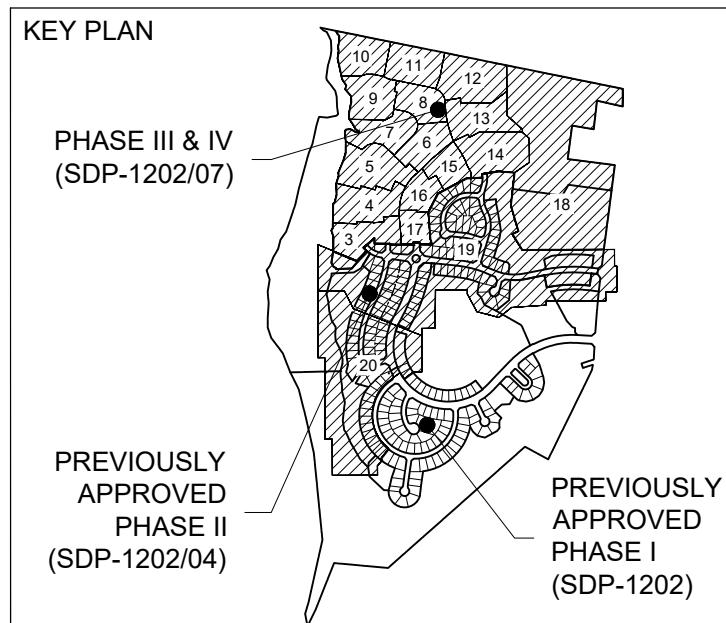 KEY PLAN
10
11
12
9
8
13
7
6
14
5
15
16
4
18
17
3
19
20
PHASE III & IV
(SDP-1202/07)
PREVIOUSLY
APPROVED
PHASE II
(SDP-1202/04)
PREVIOUSLY
APPROVED
PHASE I
(SDP-1202)